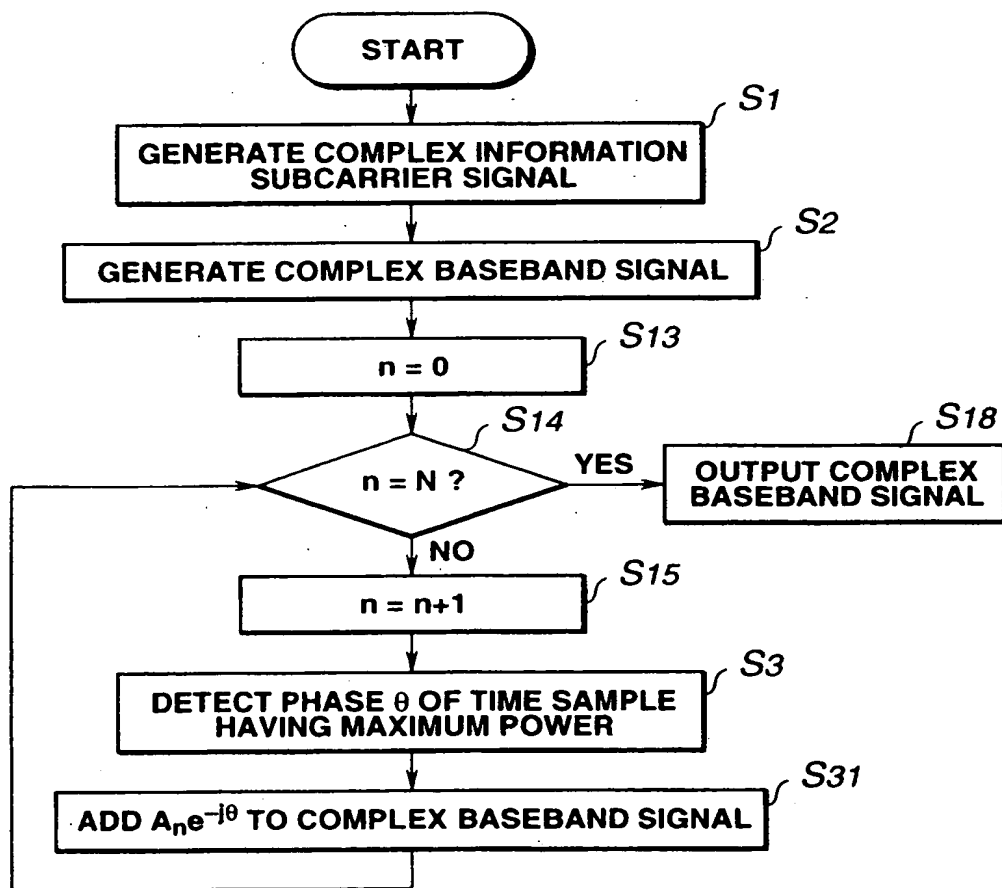 START
S1
GENERATE COMPLEX INFORMATION
SUBCARRIER SIGNAL
S2
GENERATE COMPLEX BASEBAND SIGNAL
S13
n = 0
S14
n = N ?
YES
S18
OUTPUT COMPLEX
BASEBAND SIGNAL
NO
S15
n = n+1
S3
DETECT PHASE θ OF TIME SAMPLE
HAVING MAXIMUM POWER
S31
ADD Aₙe⁻ʲᶿ TO COMPLEX BASEBAND SIGNAL